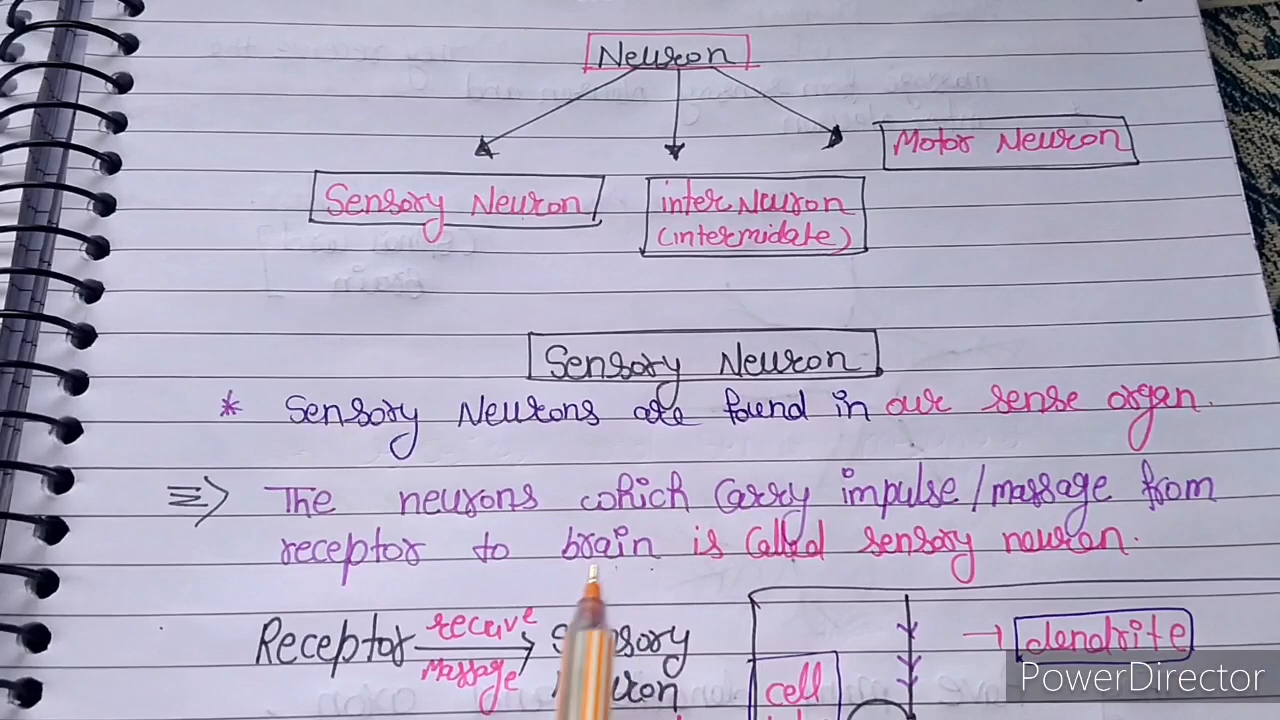 Neuron
Motor Neuron
Sensory Neuron
inter Neuron
(intermidate)
Sensory Neuron
* Sensory Neurons are found in our sense organ.
⇒ The neurons which carry impulse/massage from
receptor to brain is called sensory neuron.
Receptor receive Massage → Sensory
→ dendrite
cell
PowerDirector